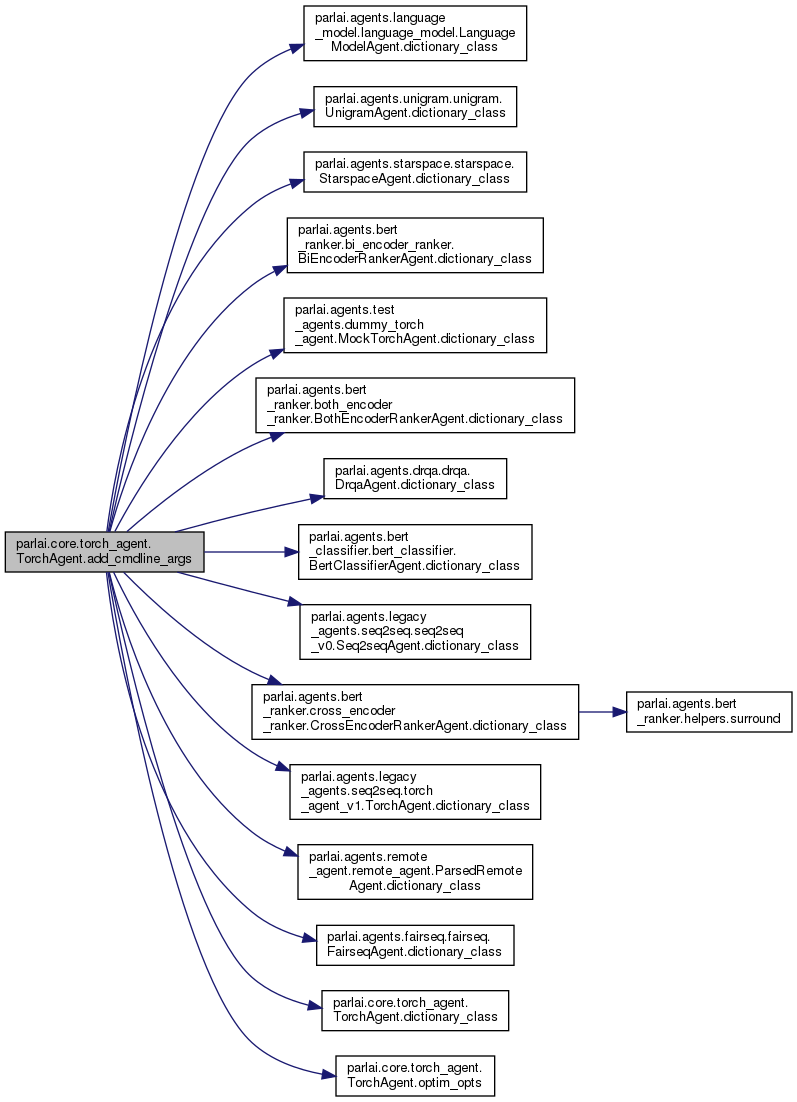 parlai.agents.language
_model.language_model.Language
ModelAgent.dictionary_class
parlai.agents.unigram.unigram.
UnigramAgent.dictionary_class
parlai.agents.starspace.starspace.
StarspaceAgent.dictionary_class
parlai.agents.bert
_ranker.bi_encoder_ranker.
BiEncoderRankerAgent.dictionary_class
parlai.agents.test
_agents.dummy_torch
_agent.MockTorchAgent.dictionary_class
parlai.agents.bert
_ranker.both_encoder
_ranker.BothEncoderRankerAgent.dictionary_class
parlai.agents.drqa.drqa.
DrqaAgent.dictionary_class
parlai.core.torch_agent.
TorchAgent.add_cmdline_args
parlai.agents.bert
_classifier.bert_classifier.
BertClassifierAgent.dictionary_class
parlai.agents.legacy
_agents.seq2seq.seq2seq
_v0.Seq2seqAgent.dictionary_class
parlai.agents.bert
_ranker.cross_encoder
_ranker.CrossEncoderRankerAgent.dictionary_class
parlai.agents.bert
_ranker.helpers.surround
parlai.agents.legacy
_agents.seq2seq.torch
_agent_v1.TorchAgent.dictionary_class
parlai.agents.remote
_agent.remote_agent.ParsedRemote
Agent.dictionary_class
parlai.agents.fairseq.fairseq.
FairseqAgent.dictionary_class
parlai.core.torch_agent.
TorchAgent.dictionary_class
parlai.core.torch_agent.
TorchAgent.optim_opts